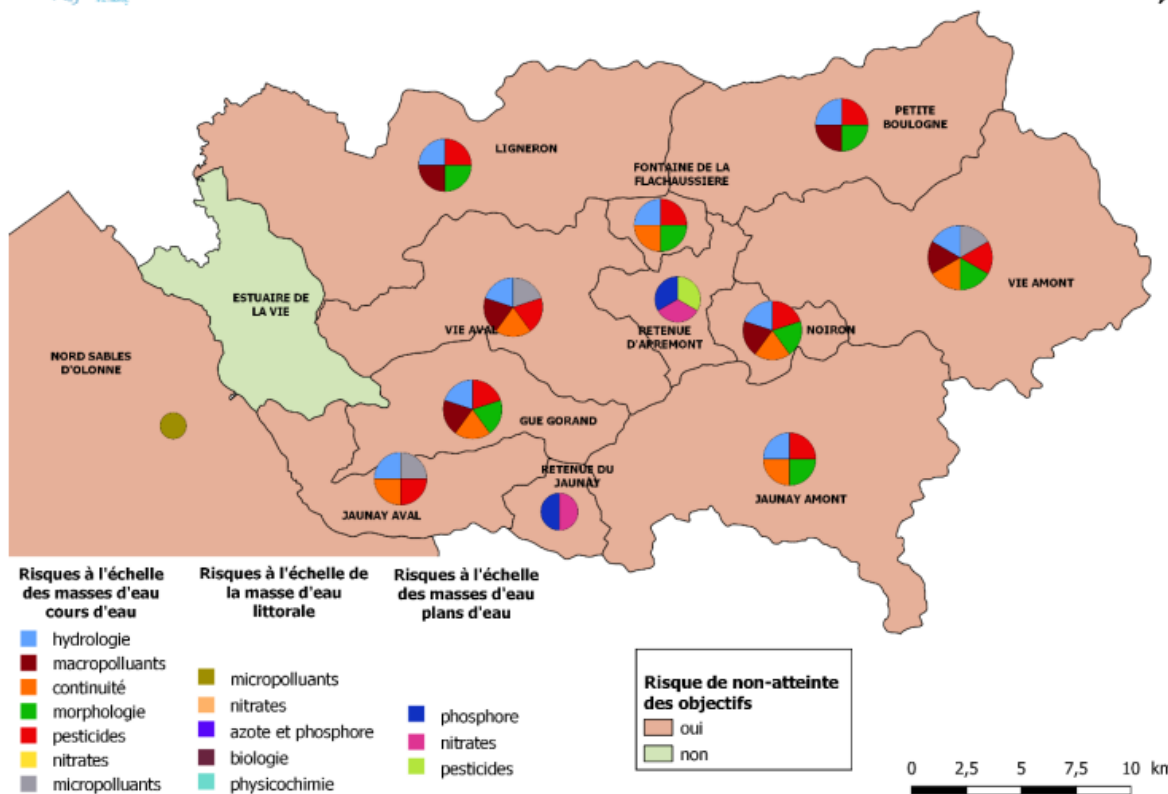 PETITE
BOULOGNE
LIGNERON
FONTAINE DE LA
FLACHAUSSIERE
VIE AMONT
ESTUAIRE DE
LA VIE
VIE AVAL
RETENUE
D'APREMONT
NOIRON
NORD SABLES
D'OLONNE
GUE GORAND
RETENUE DU
JAUNAY
JAUNAY AMONT
JAUNAY AVAL
Risques à l'échelle
des masses d'eau
cours d'eau
hydrologie
macropolluants
continuité
morphologie
pesticides
nitrates
micropolluants
Risques à l'échelle de
la masse d'eau
littorale
micropolluants
nitrates
azote et phosphore
biologie
physicochimie
Risques à l'échelle
des masses d'eau
plans d'eau
phosphore
nitrates
pesticides
Risque de non-atteinte
des objectifs
oui
non
0 2,5 5 7,5 10 km